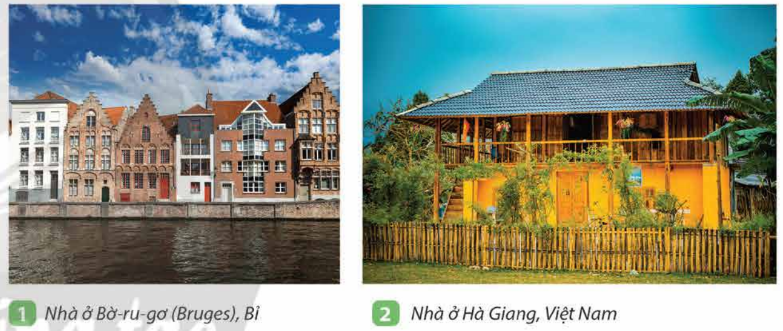 1 Nhà ở Bờ-ru-gơ (Bruges), Bỉ
2 Nhà ở Hà Giang, Việt Nam